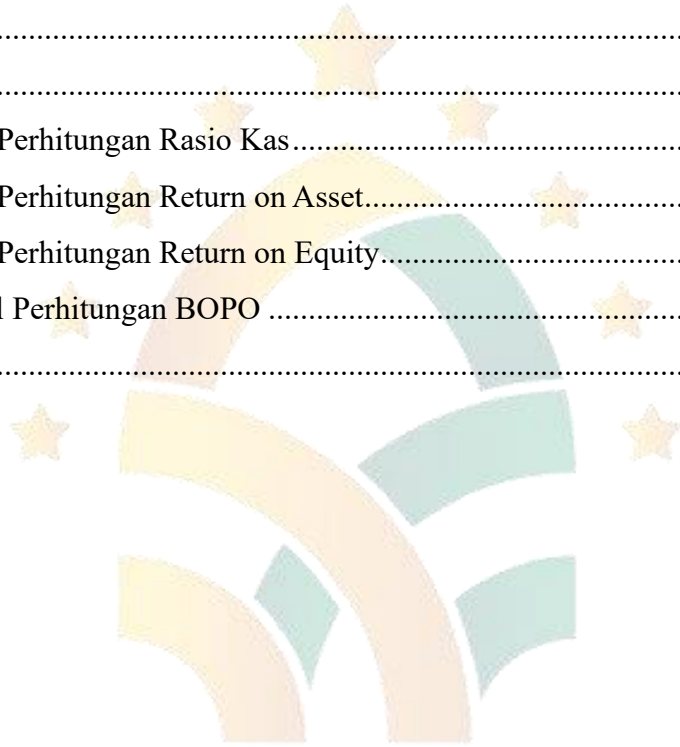 ................................................................................
................................................................................
Perhitungan Rasio Kas..................................................
Perhitungan Return on Asset.........................................
Perhitungan Return on Equity.......................................
Perhitungan BOPO .....................................................
................................................................................